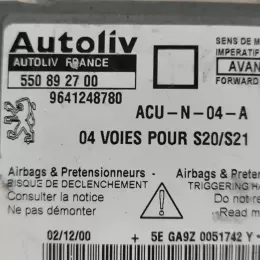 Autoliv
AUTOLIV FRANCE
550 89 27 00
9641248780
SENS DE M
IMPERATIF
AVAN
FORWARD
ACU-N-04-A
04 VOIES POUR S20/S21
Airbags & Pretensionneurs -
RISQUE DE DECLENCHEMENT
Consulter la notice
Ne pas démonter
Airbags & Pretens
TRIGGERING HA
Do not re
Read m
02/12/00 + 5E GA9Z 0051742 Y